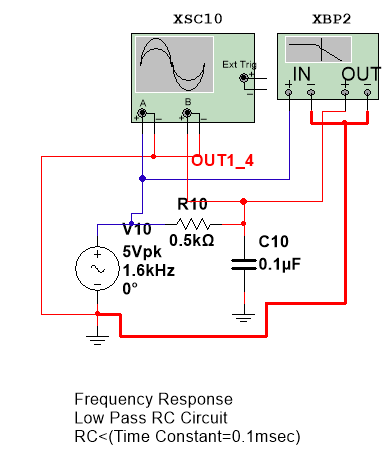 XSC10
XBP2
Ext Trig
+
−
A
B
+ −
+ −
IN
OUT
+ − + −
OUT1_4
R10
0.5kΩ
V10
5Vpk
1.6kHz
0°
C10
0.1µF
Frequency Response
Low Pass RC Circuit
RC<(Time Constant=0.1msec)